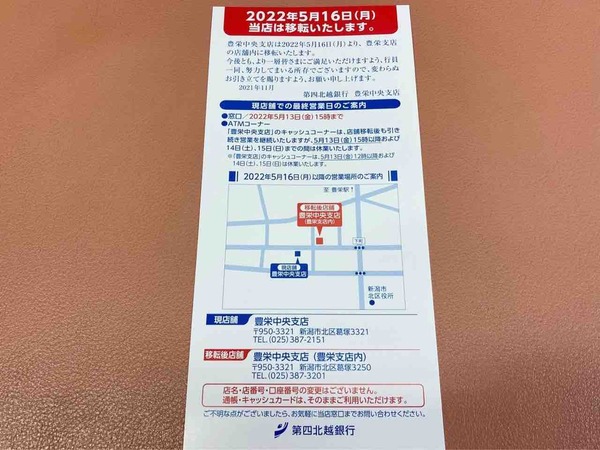 2022年5月16日(月)
当店は移転いたします。
豊栄中央支店は2022年5月16日(月)より、豊栄支店
の店舗内に移転いたします。
今後とも、より一層皆さまにご満足いただけますよう、行員
一同、努力してまいる所存でございますので、変わらぬ
お引き立てを賜りますよう、お願い申し上げます。
2021年11月
第四北越銀行 豊栄中央支店
現店舗での最終営業日のご案内
●窓口/2022年5月13日(金)15時まで
●ATMコーナー
「豊栄中央支店」のキャッシュコーナーは、店舗移転後も引き
続き営業を継続いたしますが、5月13日(金)15時以降および
14日(土)、15日(日)までの間は休業いたします。
※「豊栄支店」のキャッシュコーナーは、5月13日(金)12時以降および
14日(土)、15日(日)は休業いたします。
2022年5月16日(月)以降の営業場所のご案内
至 豊栄駅↑
移転後店舗
豊栄中央支店
(豊栄支店内)
下町
現店舗
豊栄中央支店
新潟市
北区役所
現店舗 豊栄中央支店
〒950-3321 新潟市北区葛塚3321
TEL.(025)387-2151
移転後店舗 豊栄中央支店(豊栄支店内)
〒950-3321 新潟市北区葛塚3250
TEL.(025)387-3201
店名・店番号・口座番号の変更はございません。
通帳・キャッシュカードは、そのままご利用いただけます。
ご不明な点がございましたら、お気軽に当店窓口までお問い合わせください。
第四北越銀行